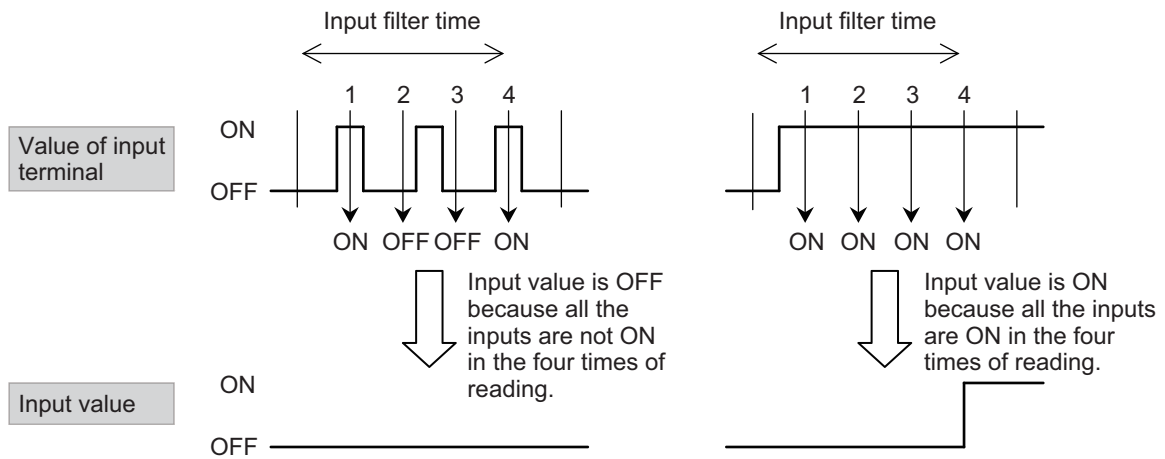 Input filter time
Input filter time
1 2 3 4
1 2 3 4
ON
Value of input
terminal
OFF
ON OFF OFF ON
ON ON ON ON
Input value is OFF
because all the
inputs are not ON
in the four times of
reading.
Input value is ON
because all the inputs
are ON in the four
times of reading.
ON
Input value
OFF